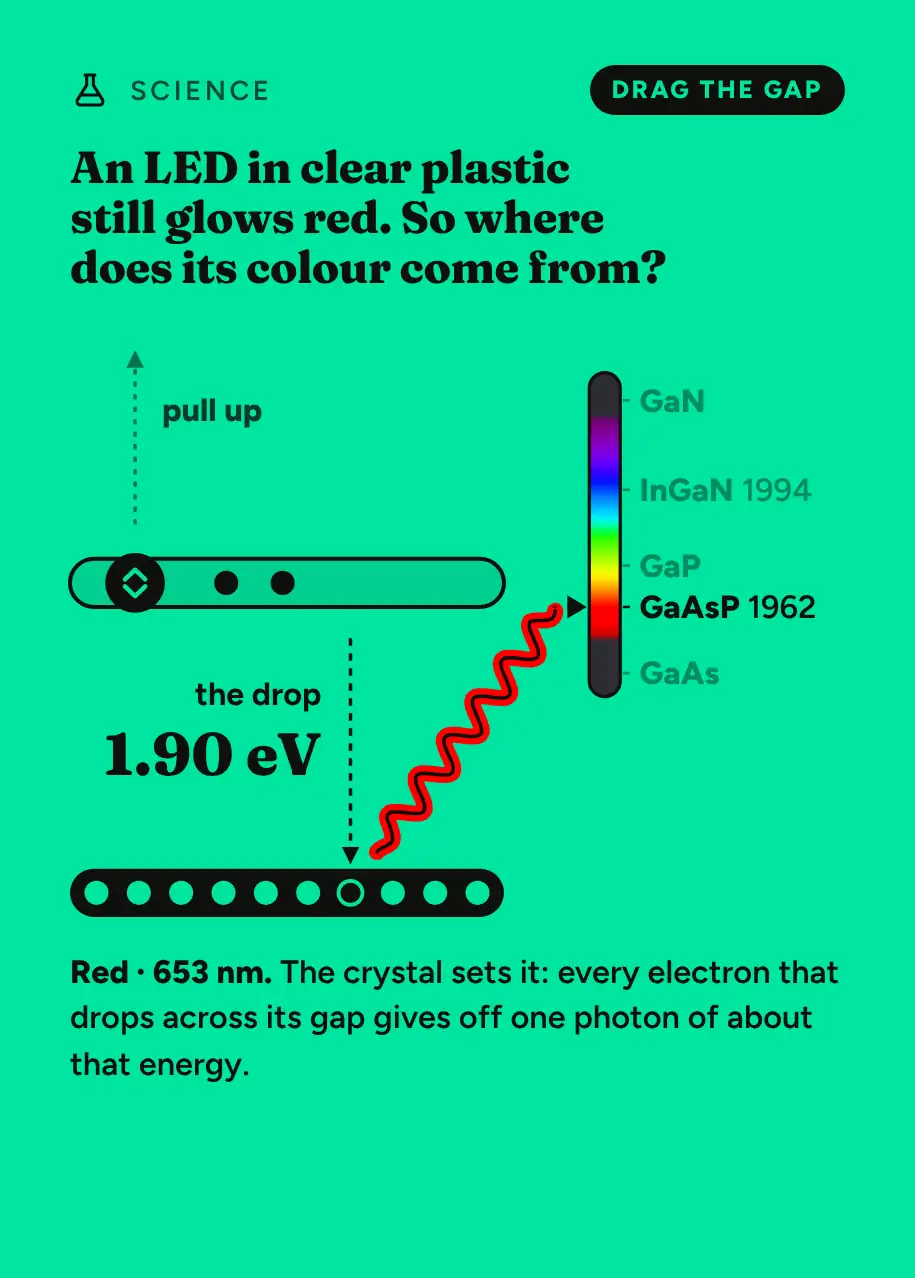 SCIENCE
DRAG THE GAP
An LED in clear plastic
still glows red. So where
does its colour come from?
pull up
GaN
InGaN 1994
GaP
GaAsP 1962
GaAs
the drop
1.90 eV
Red · 653 nm. The crystal sets it: every electron that
drops across its gap gives off one photon of about
that energy.